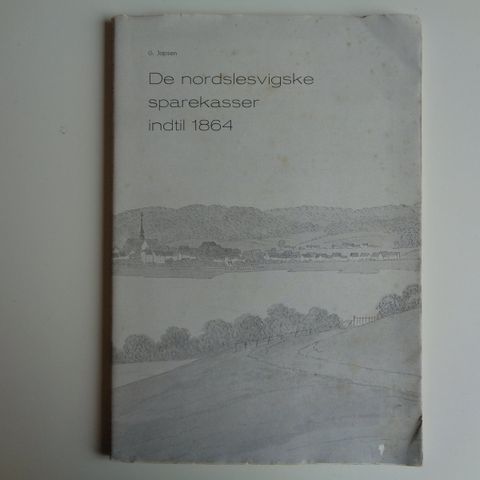 G. Japsen
De nordslesvigske
sparekasser
indtil 1864